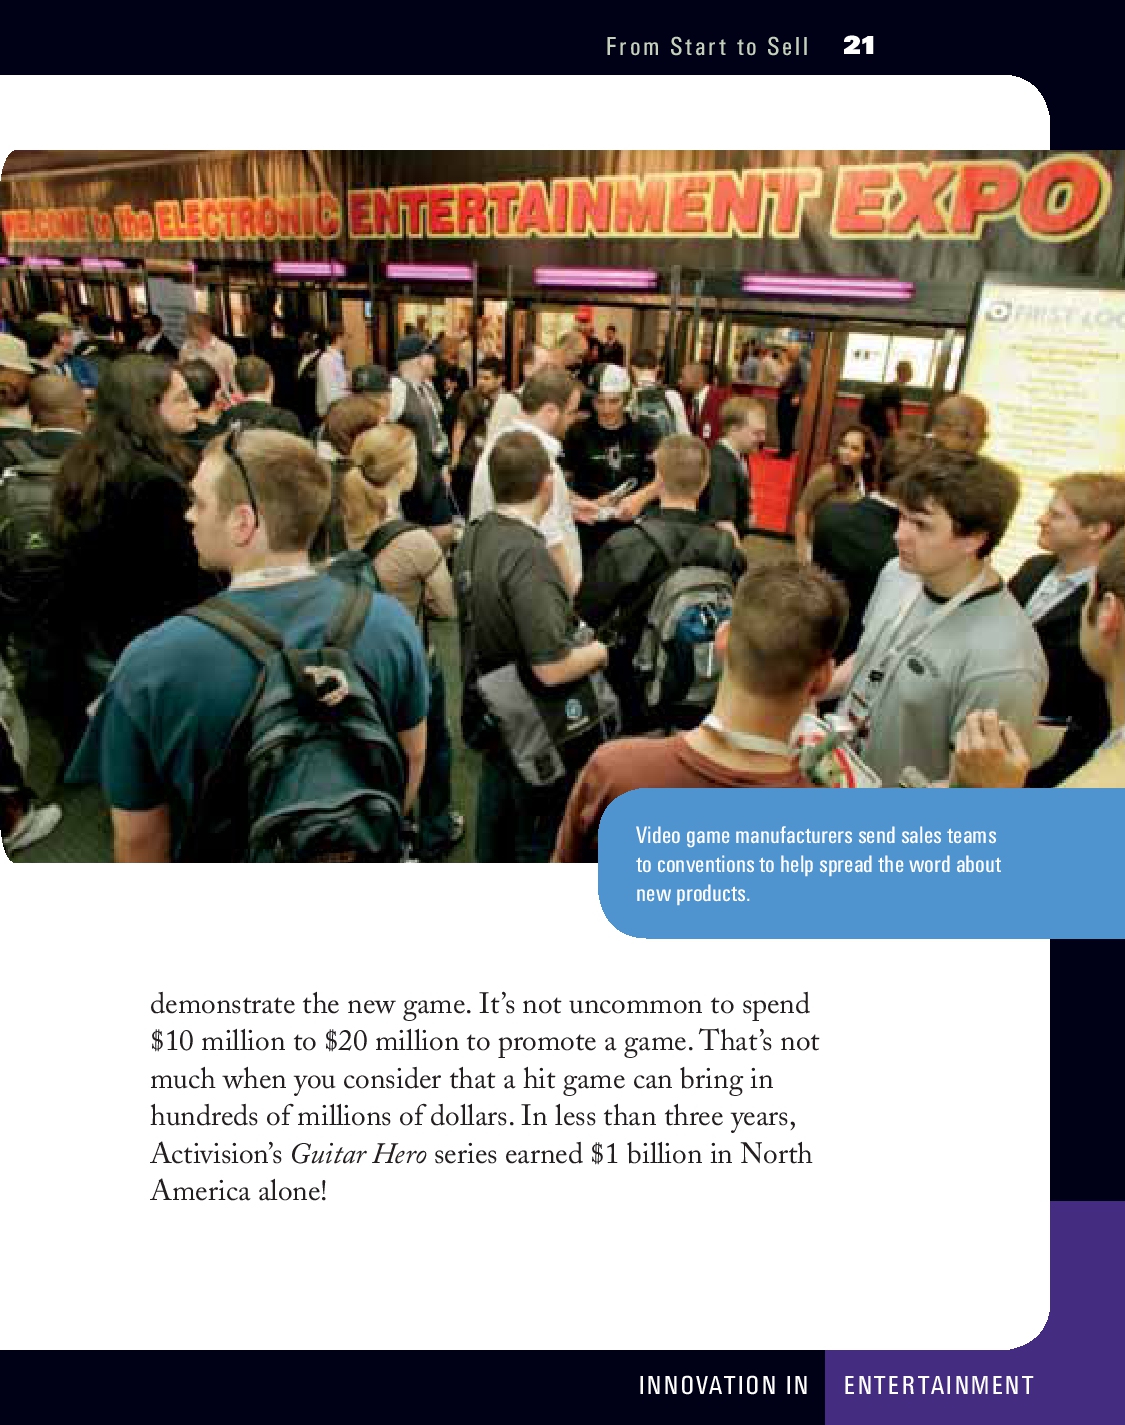 From Start to Sell 21
WELCOME to the ELECTRONIC ENTERTAINMENT EXPO
FIRST LOO
Video game manufacturers send sales teams
to conventions to help spread the word about
new products.
demonstrate the new game. It’s not uncommon to spend
$10 million to $20 million to promote a game. That’s not
much when you consider that a hit game can bring in
hundreds of millions of dollars. In less than three years,
Activision’s Guitar Hero series earned $1 billion in North
America alone!
INNOVATION IN ENTERTAINMENT